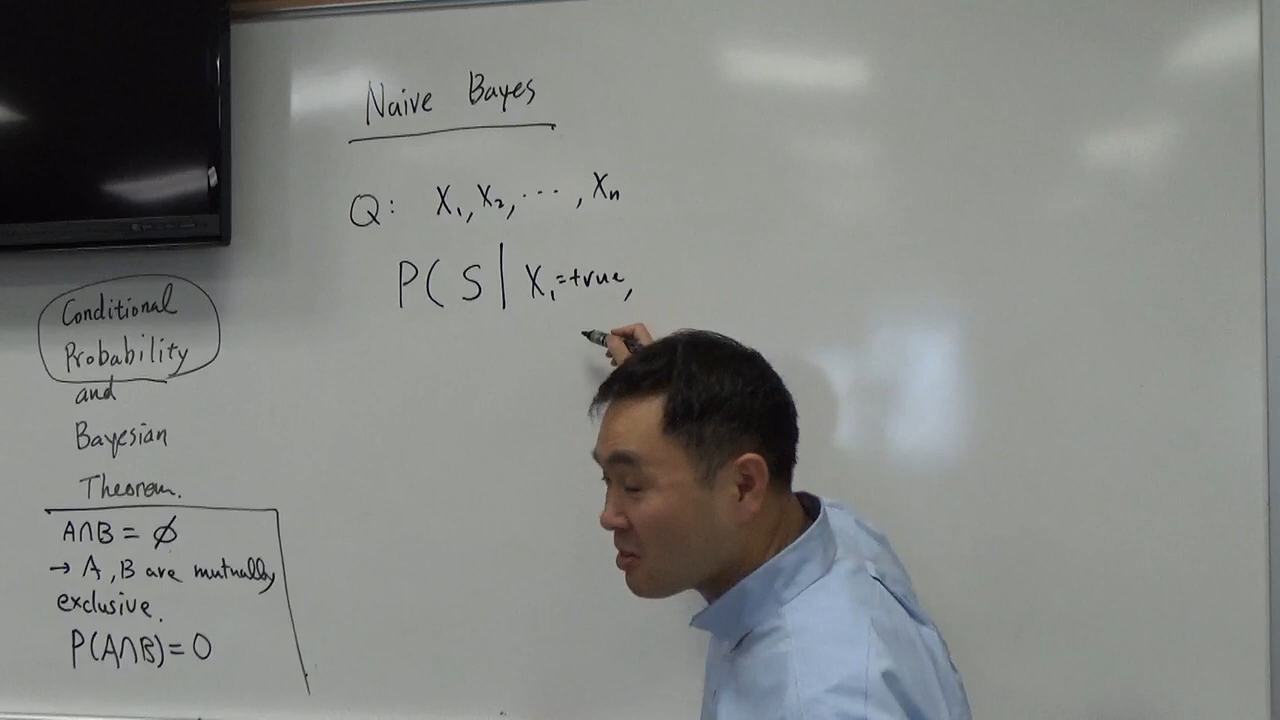 Naive Bayes
Q: X₁, X₂, ⋯ , Xₙ
P( S | X₁=true,
Conditional
Probability
and
Bayesian
Theorem.
A∩B = ∅
→ A, B are mutually
exclusive.
P(A∩B)= 0